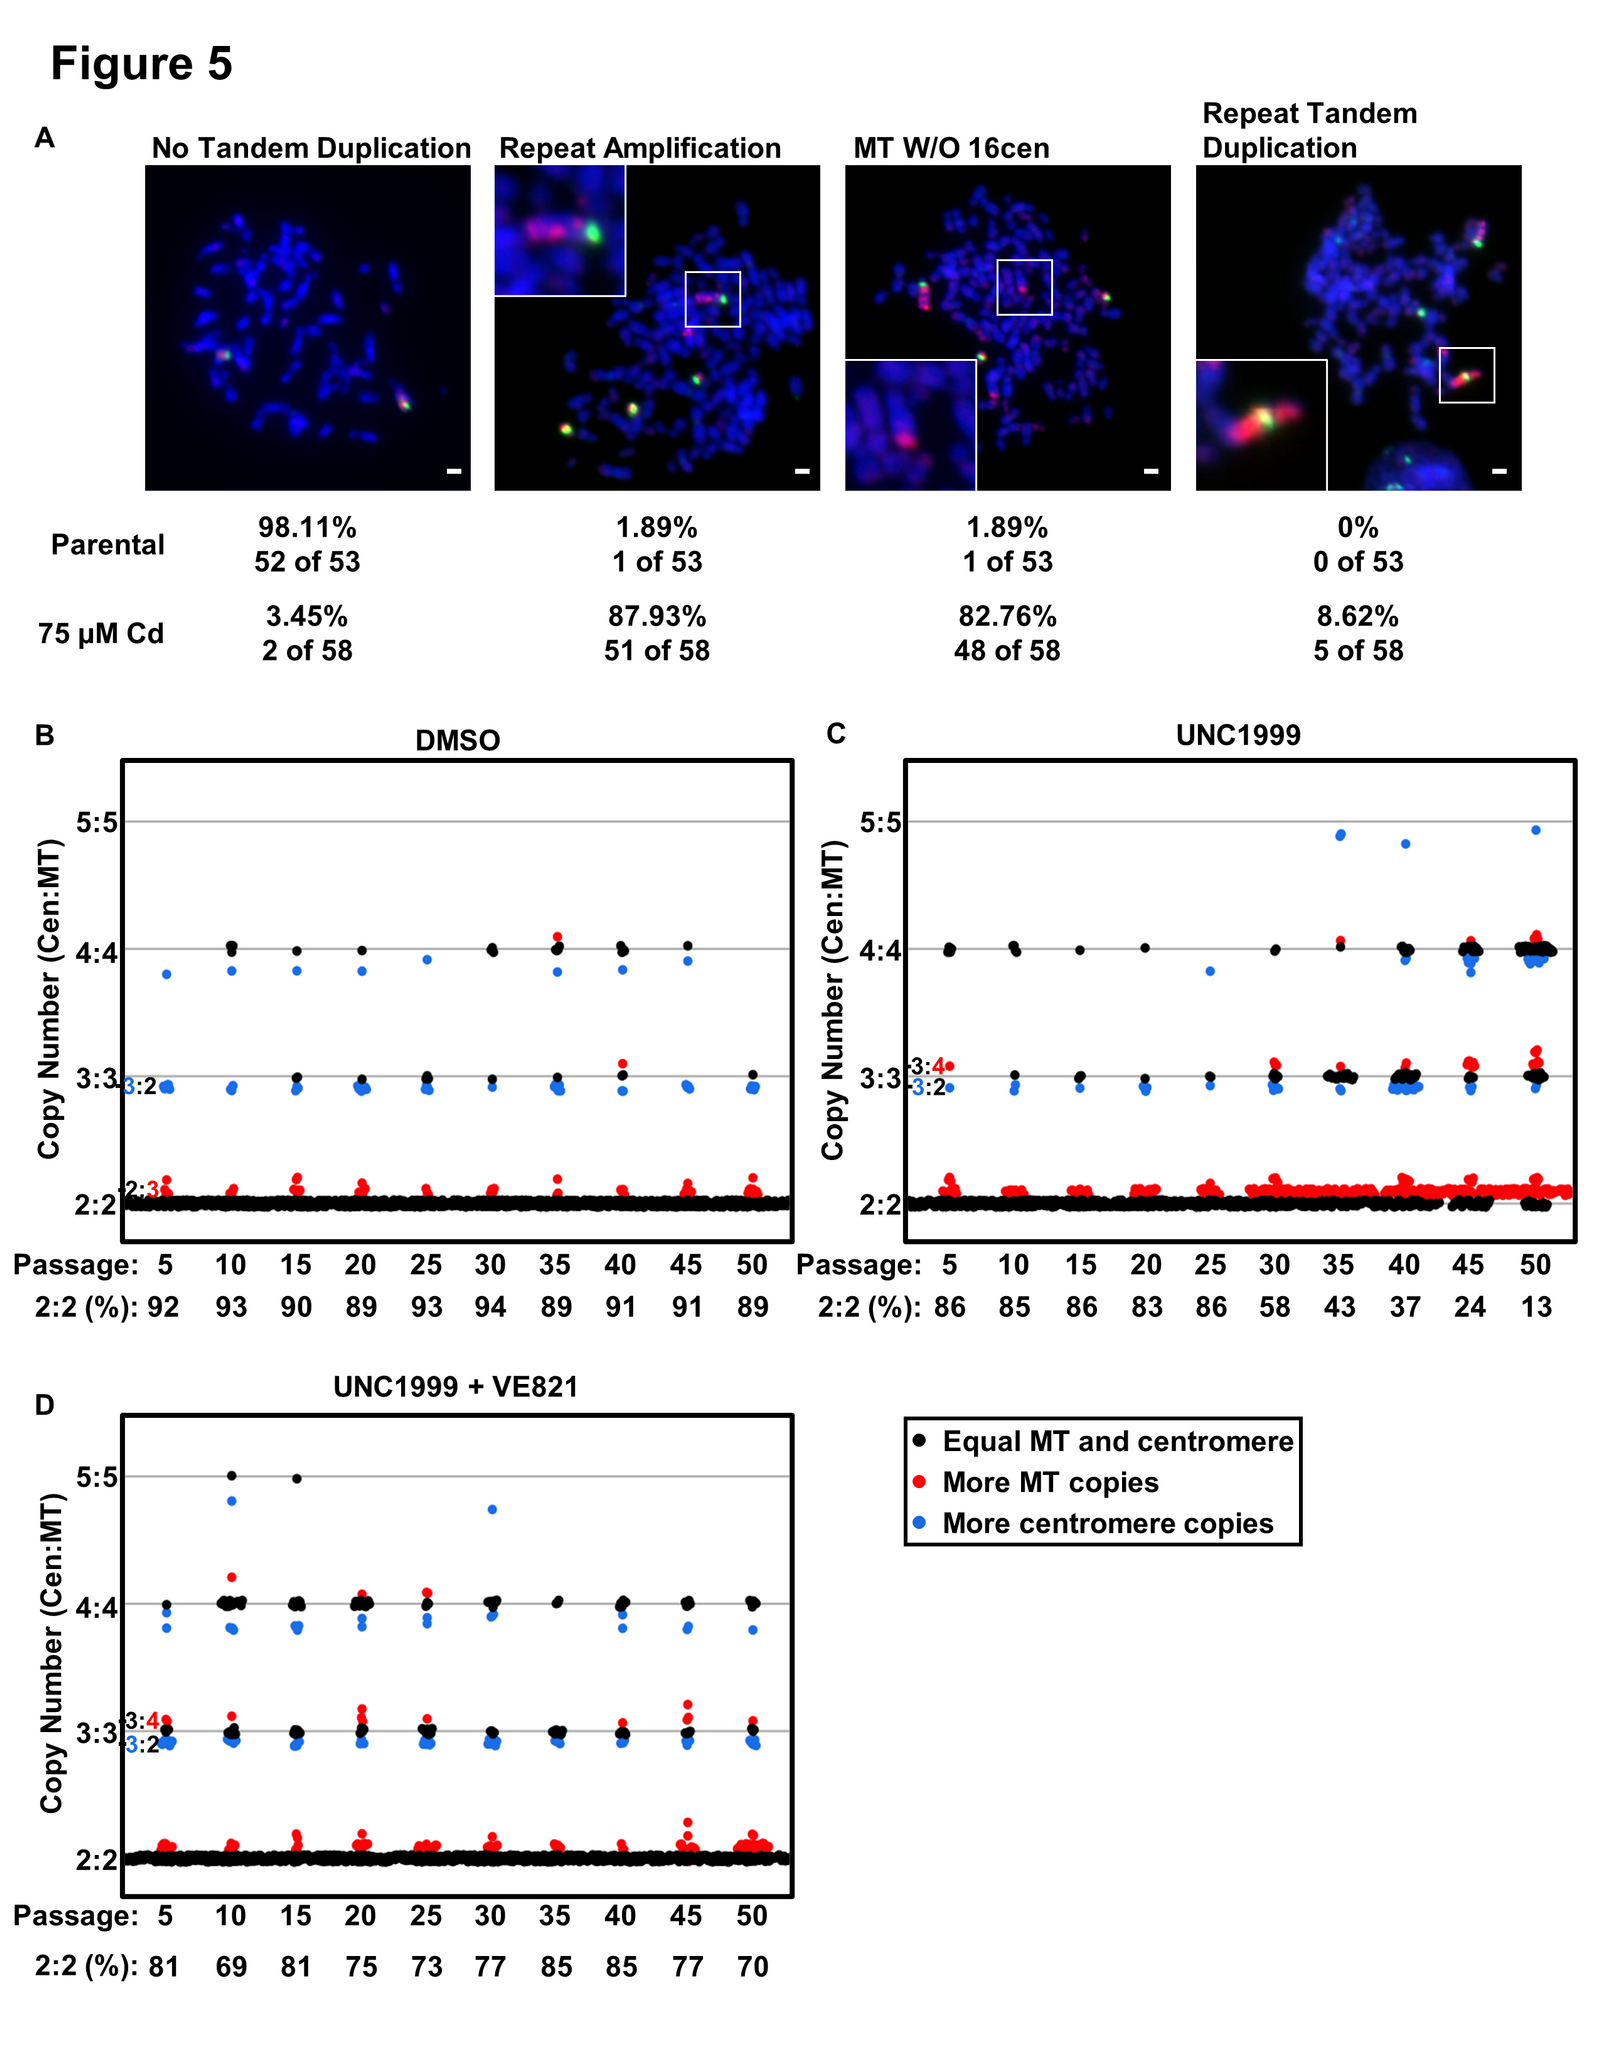 Figure 5
A
No Tandem Duplication
Repeat Amplification
MT W/O 16cen
Repeat Tandem
Duplication
Parental
98.11%
1.89%
1.89%
0%
52 of 53
1 of 53
1 of 53
0 of 53
75 µM Cd
3.45%
87.93%
82.76%
8.62%
2 of 58
51 of 58
48 of 58
5 of 58
B
DMSO
Copy Number (Cen:MT)
5:5
4:4
3:3
-3:2
-2:3
2:2
Passage: 5 10 15 20 25 30 35 40 45 50
2:2 (%): 92 93 90 89 93 94 89 91 91 89
C
UNC1999
Copy Number (Cen:MT)
5:5
4:4
-3:4
3:3
-3:2
2:2
Passage: 5 10 15 20 25 30 35 40 45 50
2:2 (%): 86 85 86 83 86 58 43 37 24 13
D
UNC1999 + VE821
Copy Number (Cen:MT)
5:5
4:4
-3:4
3:3
-3:2
2:2
Passage: 5 10 15 20 25 30 35 40 45 50
2:2 (%): 81 69 81 75 73 77 85 85 77 70
Equal MT and centromere
More MT copies
More centromere copies